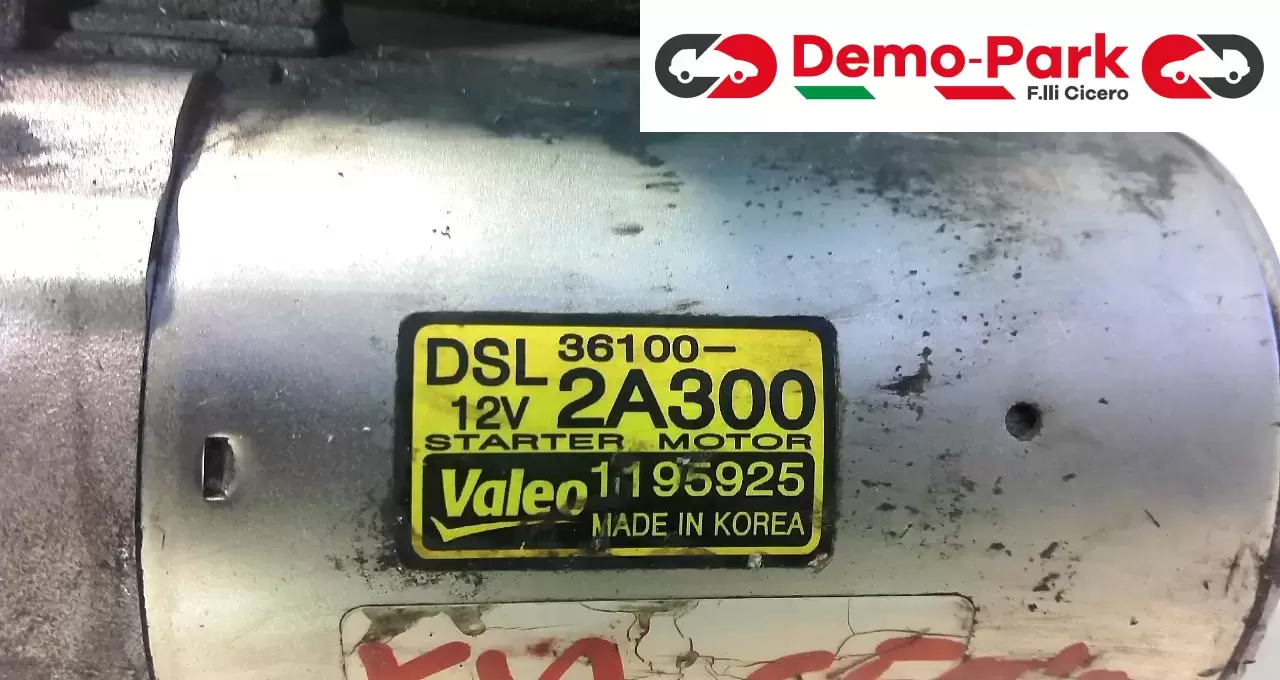 Demo-Park
F.lli Cicero
DSL 36100-
12V 2A300
STARTER MOTOR
Valeo 1195925
MADE IN KOREA